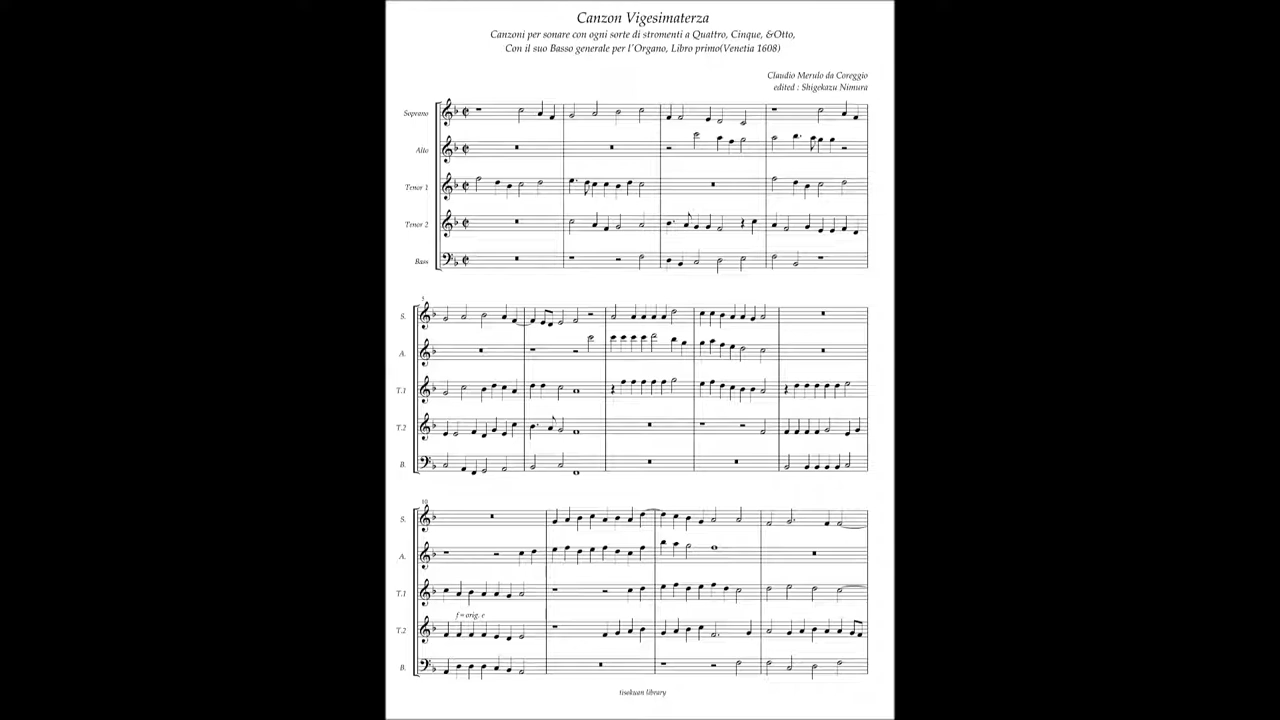 Canzon Vigesimaterza
Canzoni per sonare con ogni sorte di stromenti a Quattro, Cinque, &Otto,
Con il suo Basso generale per l'Organo, Libro primo(Venetia 1608)
Claudio Merulo da Coreggio
edited : Shigekazu Nimura
Soprano
Alto
Tenor 1
Tenor 2
Bass
5
S.
A.
T.1
T.2
B.
10
S.
A.
T.1
f = orig. e
T.2
B.
tisokuan library